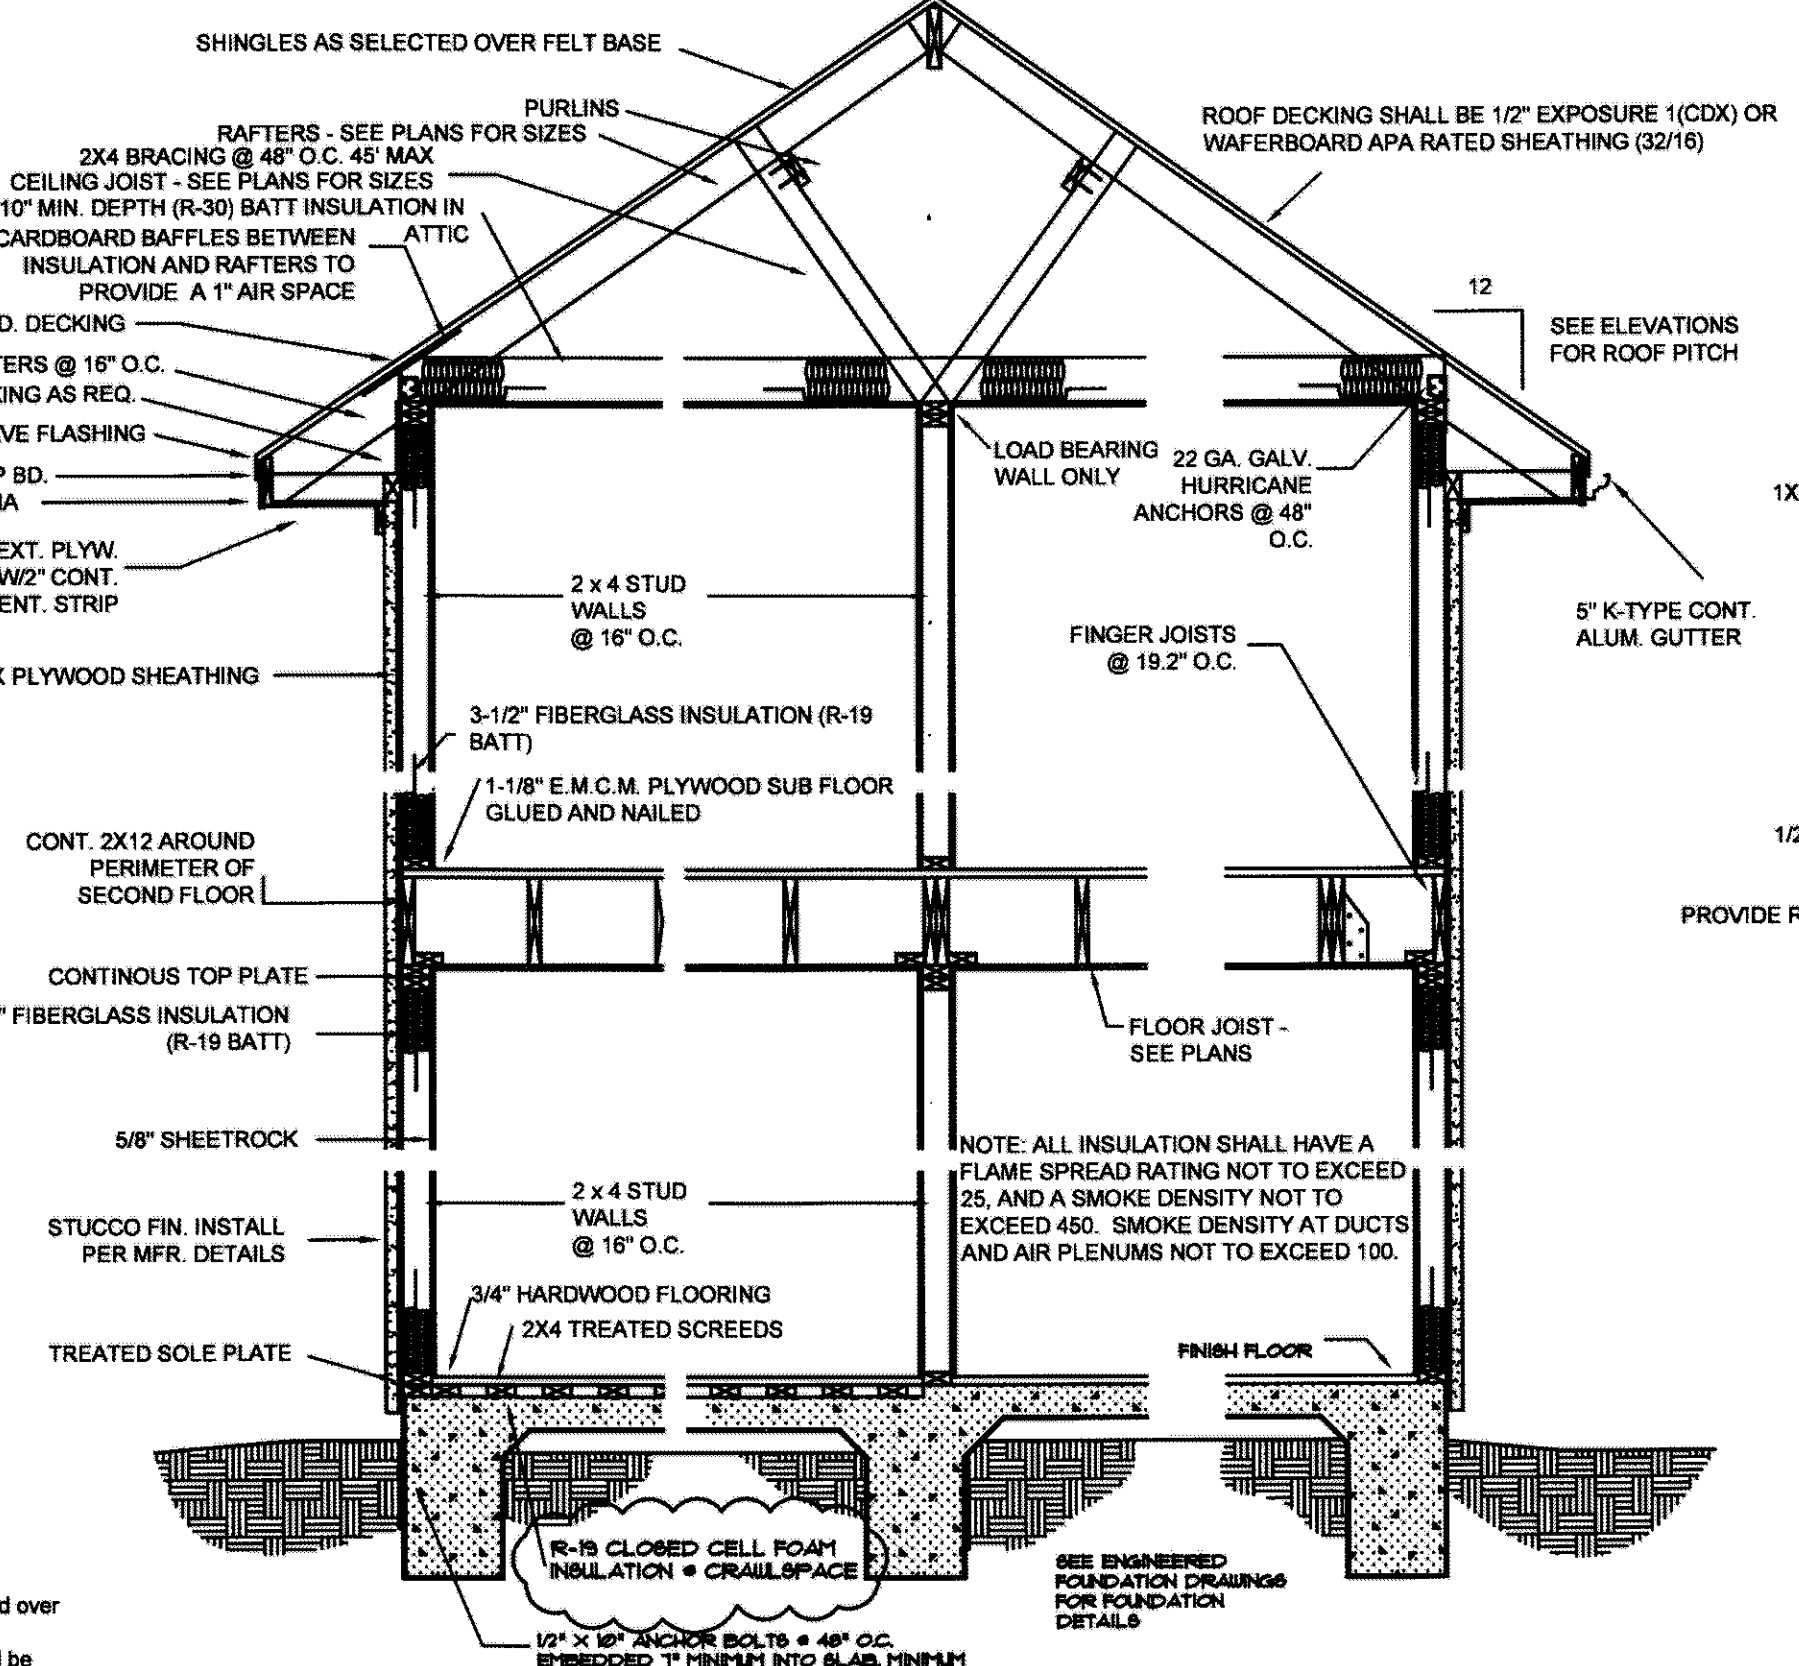 SHINGLES AS SELECTED OVER FELT BASE
PURLINS
RAFTERS - SEE PLANS FOR SIZES
2X4 BRACING @ 48" O.C. 45' MAX
CEILING JOIST - SEE PLANS FOR SIZES
10" MIN. DEPTH (R-30) BATT INSULATION IN
ATTIC
CARDBOARD BAFFLES BETWEEN
INSULATION AND RAFTERS TO
PROVIDE A 1" AIR SPACE
D. DECKING
TERS @ 16" O.C.
KING AS REQ.
VE FLASHING
P BD.
IA
EXT. PLYW.
W/2" CONT.
ENT. STRIP
X PLYWOOD SHEATHING
ROOF DECKING SHALL BE 1/2" EXPOSURE 1(CDX) OR
WAFERBOARD APA RATED SHEATHING (32/16)
12
SEE ELEVATIONS
FOR ROOF PITCH
LOAD BEARING
WALL ONLY
22 GA. GALV.
HURRICANE
ANCHORS @ 48"
O.C.
1X
5" K-TYPE CONT.
ALUM. GUTTER
2 x 4 STUD
WALLS
@ 16" O.C.
FINGER JOISTS
@ 19.2" O.C.
3-1/2" FIBERGLASS INSULATION (R-19
BATT)
1-1/8" E.M.C.M. PLYWOOD SUB FLOOR
GLUED AND NAILED
1/2
CONT. 2X12 AROUND
PERIMETER OF
SECOND FLOOR
PROVIDE R
CONTINOUS TOP PLATE
" FIBERGLASS INSULATION
(R-19 BATT)
FLOOR JOIST -
SEE PLANS
5/8" SHEETROCK
NOTE: ALL INSULATION SHALL HAVE A
FLAME SPREAD RATING NOT TO EXCEED
25, AND A SMOKE DENSITY NOT TO
EXCEED 450. SMOKE DENSITY AT DUCTS
AND AIR PLENUMS NOT TO EXCEED 100.
2 x 4 STUD
WALLS
@ 16" O.C.
STUCCO FIN. INSTALL
PER MFR. DETAILS
3/4" HARDWOOD FLOORING
2X4 TREATED SCREEDS
TREATED SOLE PLATE
FINISH FLOOR
R-19 CLOSED CELL FOAM
INSULATION @ CRAWLSPACE
SEE ENGINEERED
FOUNDATION DRAWINGS
FOR FOUNDATION
DETAILS
d over
l be
1/2" X 10" ANCHOR BOLTS @ 48" O.C.
EMBEDDED 7" MINIMUM INTO SLAB. MINIMUM